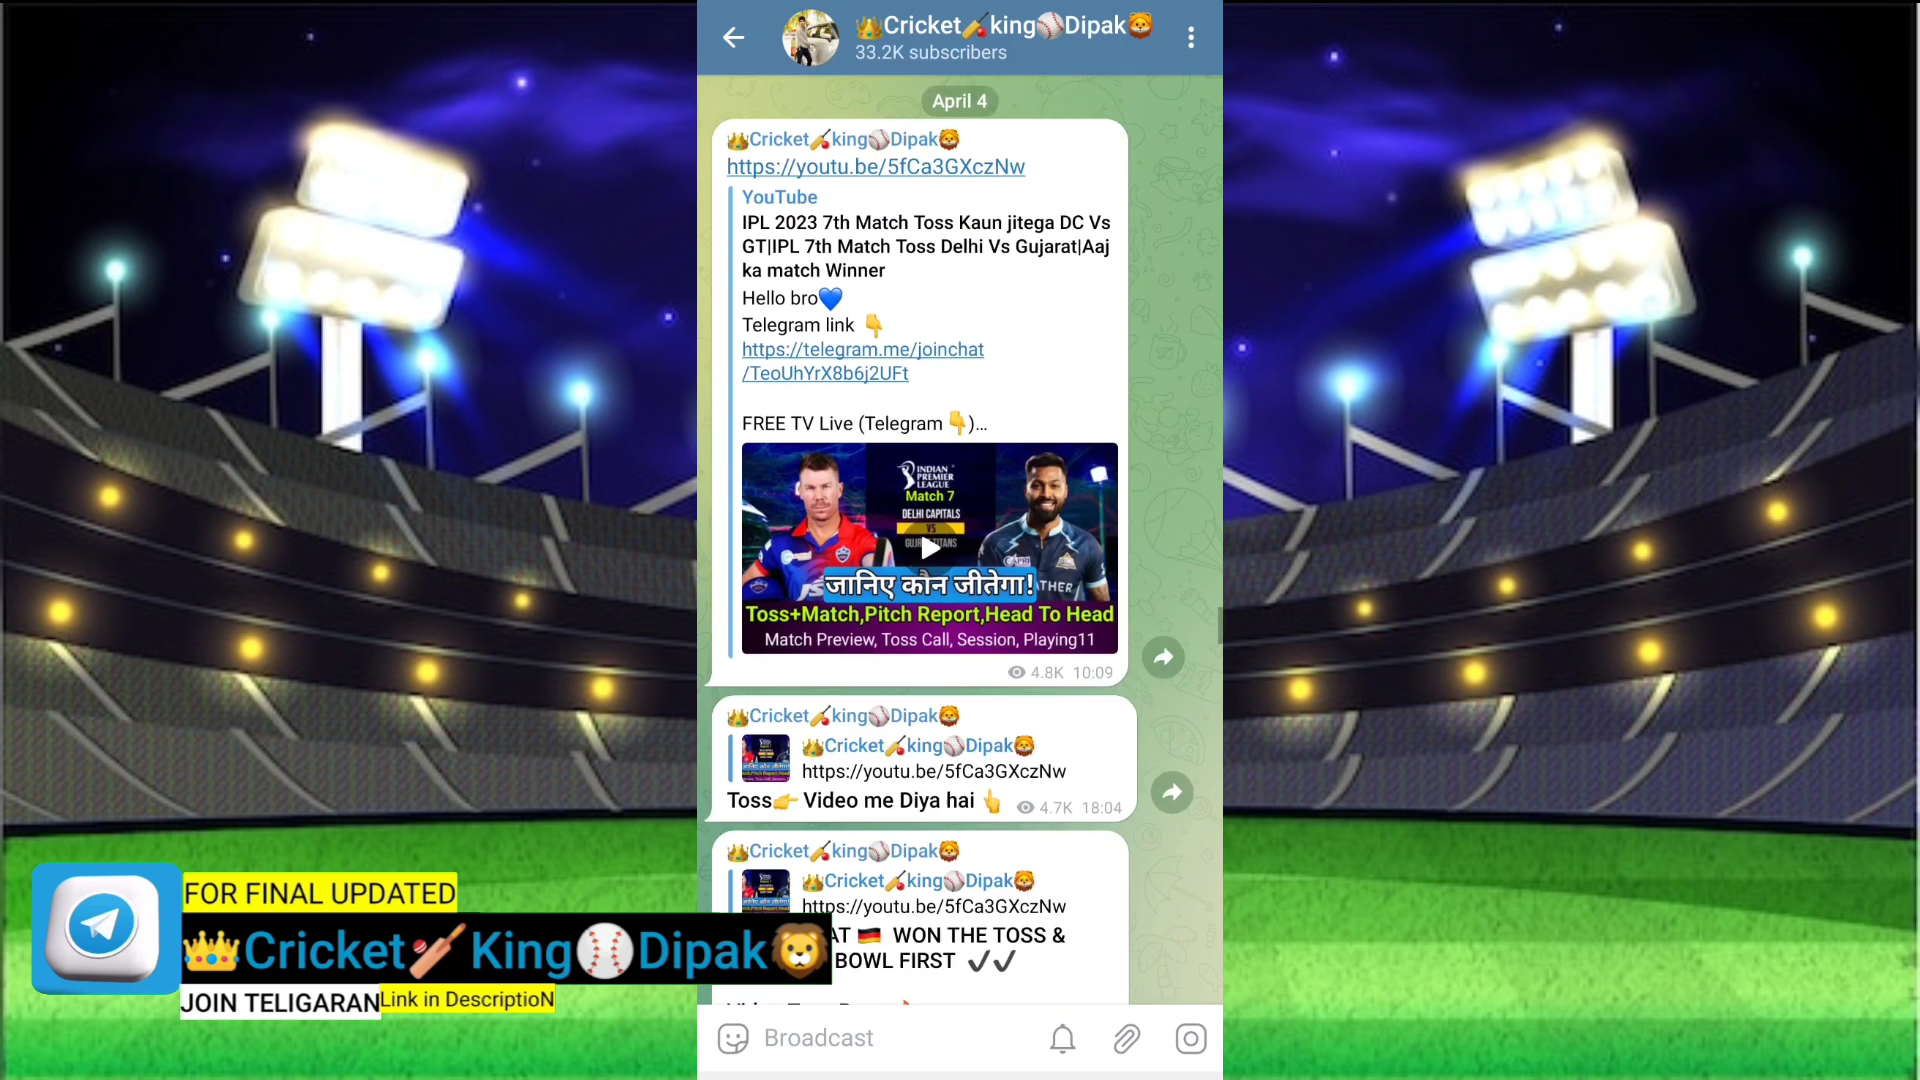 👑Cricket🏏king⚾Dipak🦁
33.2K subscribers
April 4
👑Cricket🏏king⚾Dipak🦁
https://youtu.be/5fCa3GXczNw
YouTube
IPL 2023 7th Match Toss Kaun jitega DC Vs
GT|IPL 7th Match Toss Delhi Vs Gujarat|Aaj
ka match Winner
Hello bro💙
Telegram link 👇
https://telegram.me/joinchat
/TeoUhYrX8b6j2UFt
FREE TV Live (Telegram 👇)...
INDIAN
PREMIER
LEAGUE
Match 7
DELHI CAPITALS
VS
जानिए कौन जीतेगा!
Toss+Match,Pitch Report,Head To Head
Match Preview, Toss Call, Session, Playing11
4.8K 10:09
👑Cricket🏏king⚾Dipak🦁
👑Cricket🏏king⚾Dipak🦁
https://youtu.be/5fCa3GXczNw
Toss👉 Video me Diya hai 👆 4.7K 18:04
👑Cricket🏏king⚾Dipak🦁
👑Cricket🏏king⚾Dipak🦁
https://youtu.be/5fCa3GXczNw
AT 🇩🇪 WON THE TOSS &
BOWL FIRST ✔✔
Broadcast
FOR FINAL UPDATED
👑Cricket🏏King⚾Dipak🦁
JOIN TELIGARAN Link in DescriptioN